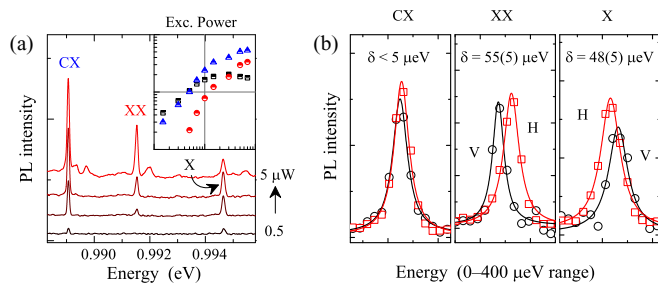 (a)
Exc. Power
CX
XX
X
5 μW
0.5
PL intensity
0.990 0.992 0.994
Energy (eV)
(b)
CX XX X
δ < 5 μeV δ = 55(5) μeV δ = 48(5) μeV
V H H V
PL intensity
Energy (0–400 μeV range)